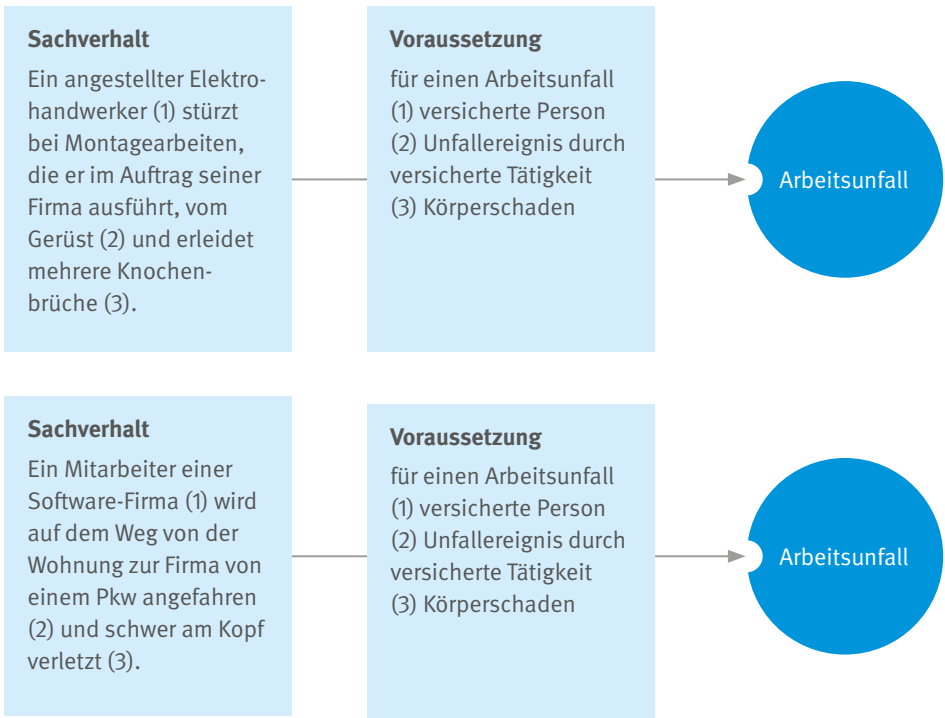 Sachverhalt
Ein angestellter Elektro-
handwerker (1) stürzt
bei Montagearbeiten,
die er im Auftrag seiner
Firma ausführt, vom
Gerüst (2) und erleidet
mehrere Knochen-
brüche (3).
Voraussetzung
für einen Arbeitsunfall
(1) versicherte Person
(2) Unfallereignis durch
versicherte Tätigkeit
(3) Körperschaden
Arbeitsunfall
Sachverhalt
Ein Mitarbeiter einer
Software-Firma (1) wird
auf dem Weg von der
Wohnung zur Firma von
einem Pkw angefahren
(2) und schwer am Kopf
verletzt (3).
Voraussetzung
für einen Arbeitsunfall
(1) versicherte Person
(2) Unfallereignis durch
versicherte Tätigkeit
(3) Körperschaden
Arbeitsunfall